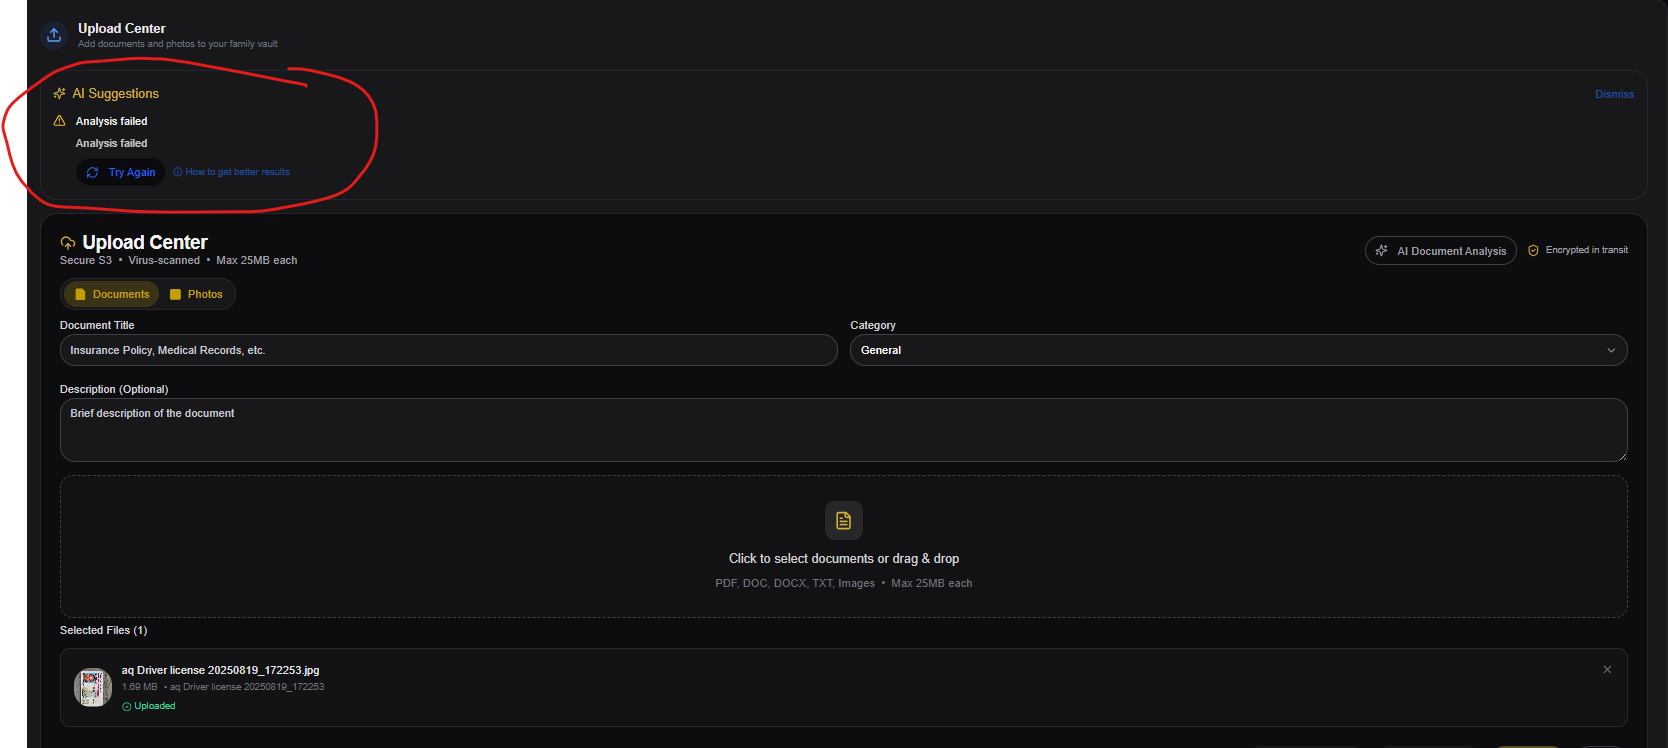 Upload Center
Add documents and photos to your family vault
AI Suggestions
Dismiss
Analysis failed
Analysis failed
Try Again
How to get better results
Upload Center
Secure S3 • Virus-scanned • Max 25MB each
AI Document Analysis
Encrypted in transit
Documents
Photos
Document Title
Category
Insurance Policy, Medical Records, etc.
General
Description (Optional)
Brief description of the document
Click to select documents or drag & drop
PDF, DOC, DOCX, TXT, Images • Max 25MB each
Selected Files (1)
aq Driver license 20250819_172253.jpg
1.69 MB • aq Driver license 20250819_172253
Uploaded